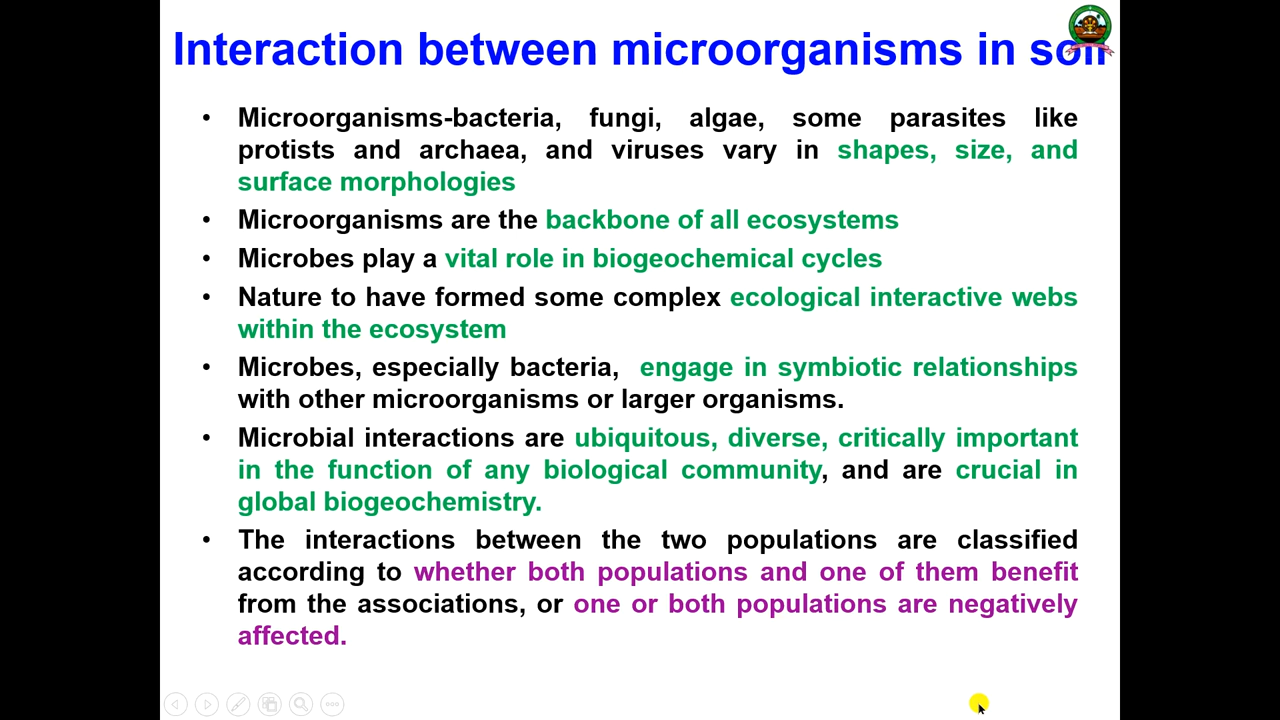 Interaction between microorganisms in soil
• Microorganisms-bacteria, fungi, algae, some parasites like
protists and archaea, and viruses vary in shapes, size, and
surface morphologies
• Microorganisms are the backbone of all ecosystems
• Microbes play a vital role in biogeochemical cycles
• Nature to have formed some complex ecological interactive webs
within the ecosystem
• Microbes, especially bacteria, engage in symbiotic relationships
with other microorganisms or larger organisms.
• Microbial interactions are ubiquitous, diverse, critically important
in the function of any biological community, and are crucial in
global biogeochemistry.
• The interactions between the two populations are classified
according to whether both populations and one of them benefit
from the associations, or one or both populations are negatively
affected.